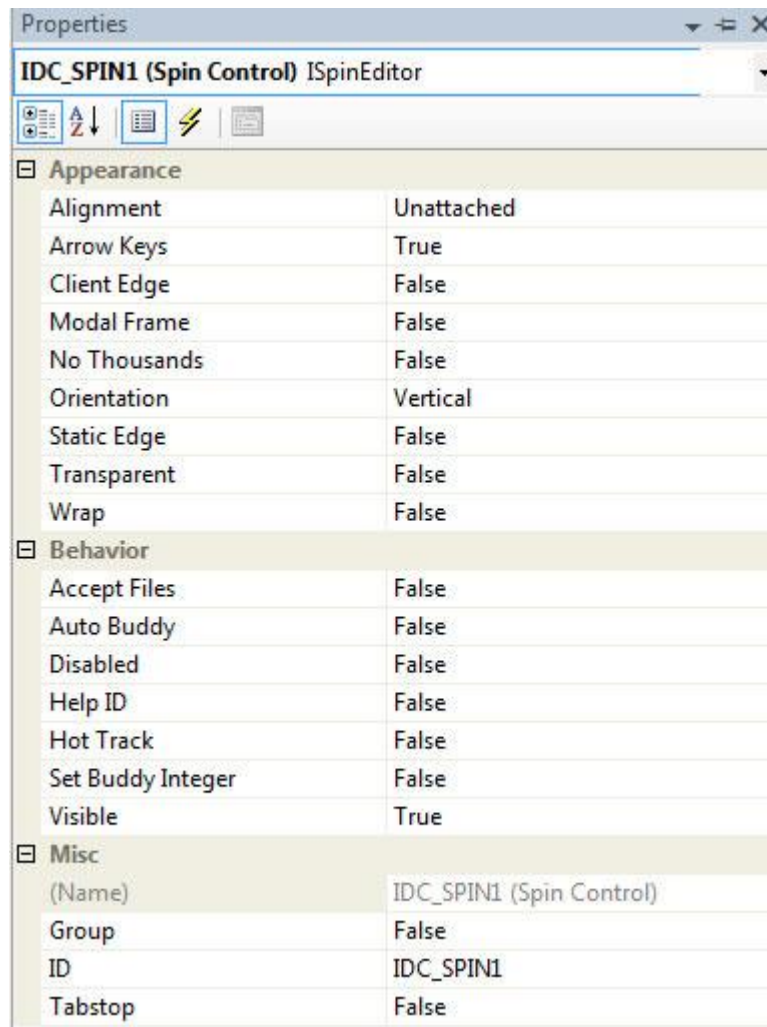 Properties
IDC_SPIN1 (Spin Control) ISpinEditor
Appearance
Alignment Unattached
Arrow Keys True
Client Edge False
Modal Frame False
No Thousands False
Orientation Vertical
Static Edge False
Transparent False
Wrap False
Behavior
Accept Files False
Auto Buddy False
Disabled False
Help ID False
Hot Track False
Set Buddy Integer False
Visible True
Misc
(Name) IDC_SPIN1 (Spin Control)
Group False
ID IDC_SPIN1
Tabstop False